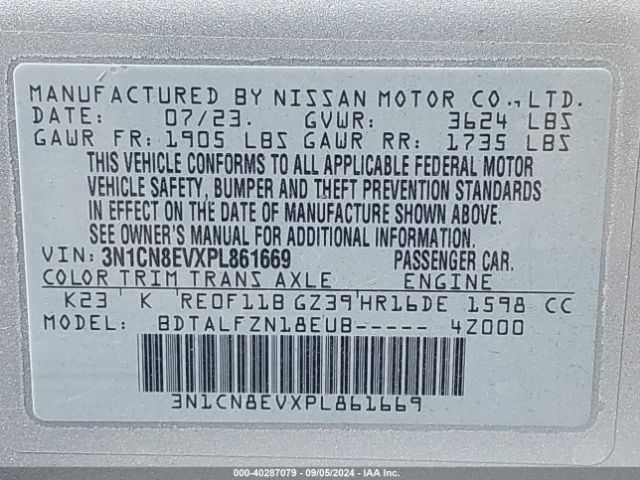 MANUFACTURED BY NISSAN MOTOR CO., LTD.
DATE: 07/23. GVWR: 3624 LBS
GAWR FR: 1905 LBS GAWR RR: 1735 LBS
THIS VEHICLE CONFORMS TO ALL APPLICABLE FEDERAL MOTOR
VEHICLE SAFETY, BUMPER AND THEFT PREVENTION STANDARDS
IN EFFECT ON THE DATE OF MANUFACTURE SHOWN ABOVE.
SEE OWNER'S MANUAL FOR ADDITIONAL INFORMATION.
VIN: 3N1CN8EVXPL861669 PASSENGER CAR.
COLOR TRIM TRANS AXLE ENGINE
K23 K RE0F11B GZ39 HR16DE 1598 CC
MODEL: BDTALFZN18EUB----- 4Z000
3N1CN8EVXPL861669
000-40287079 - 09/05/2024 - IAA Inc.